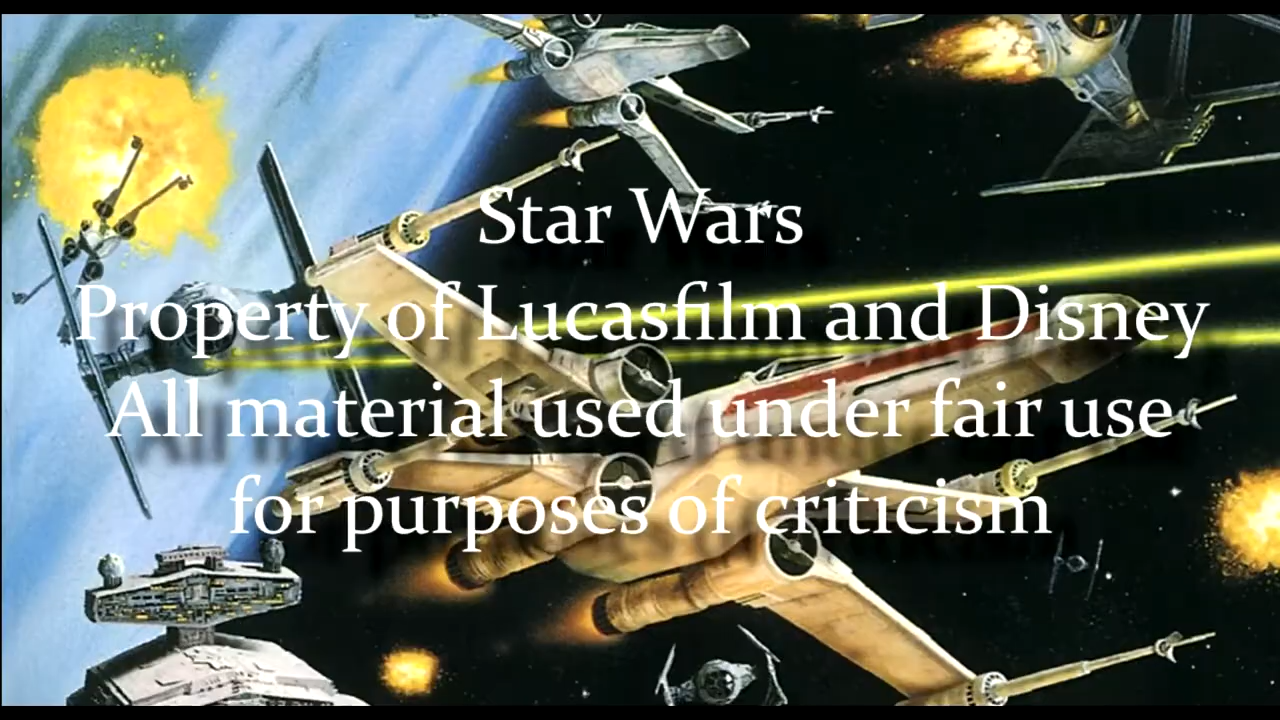 Star Wars
Property of Lucasfilm and Disney
All material used under fair use
for purposes of criticism